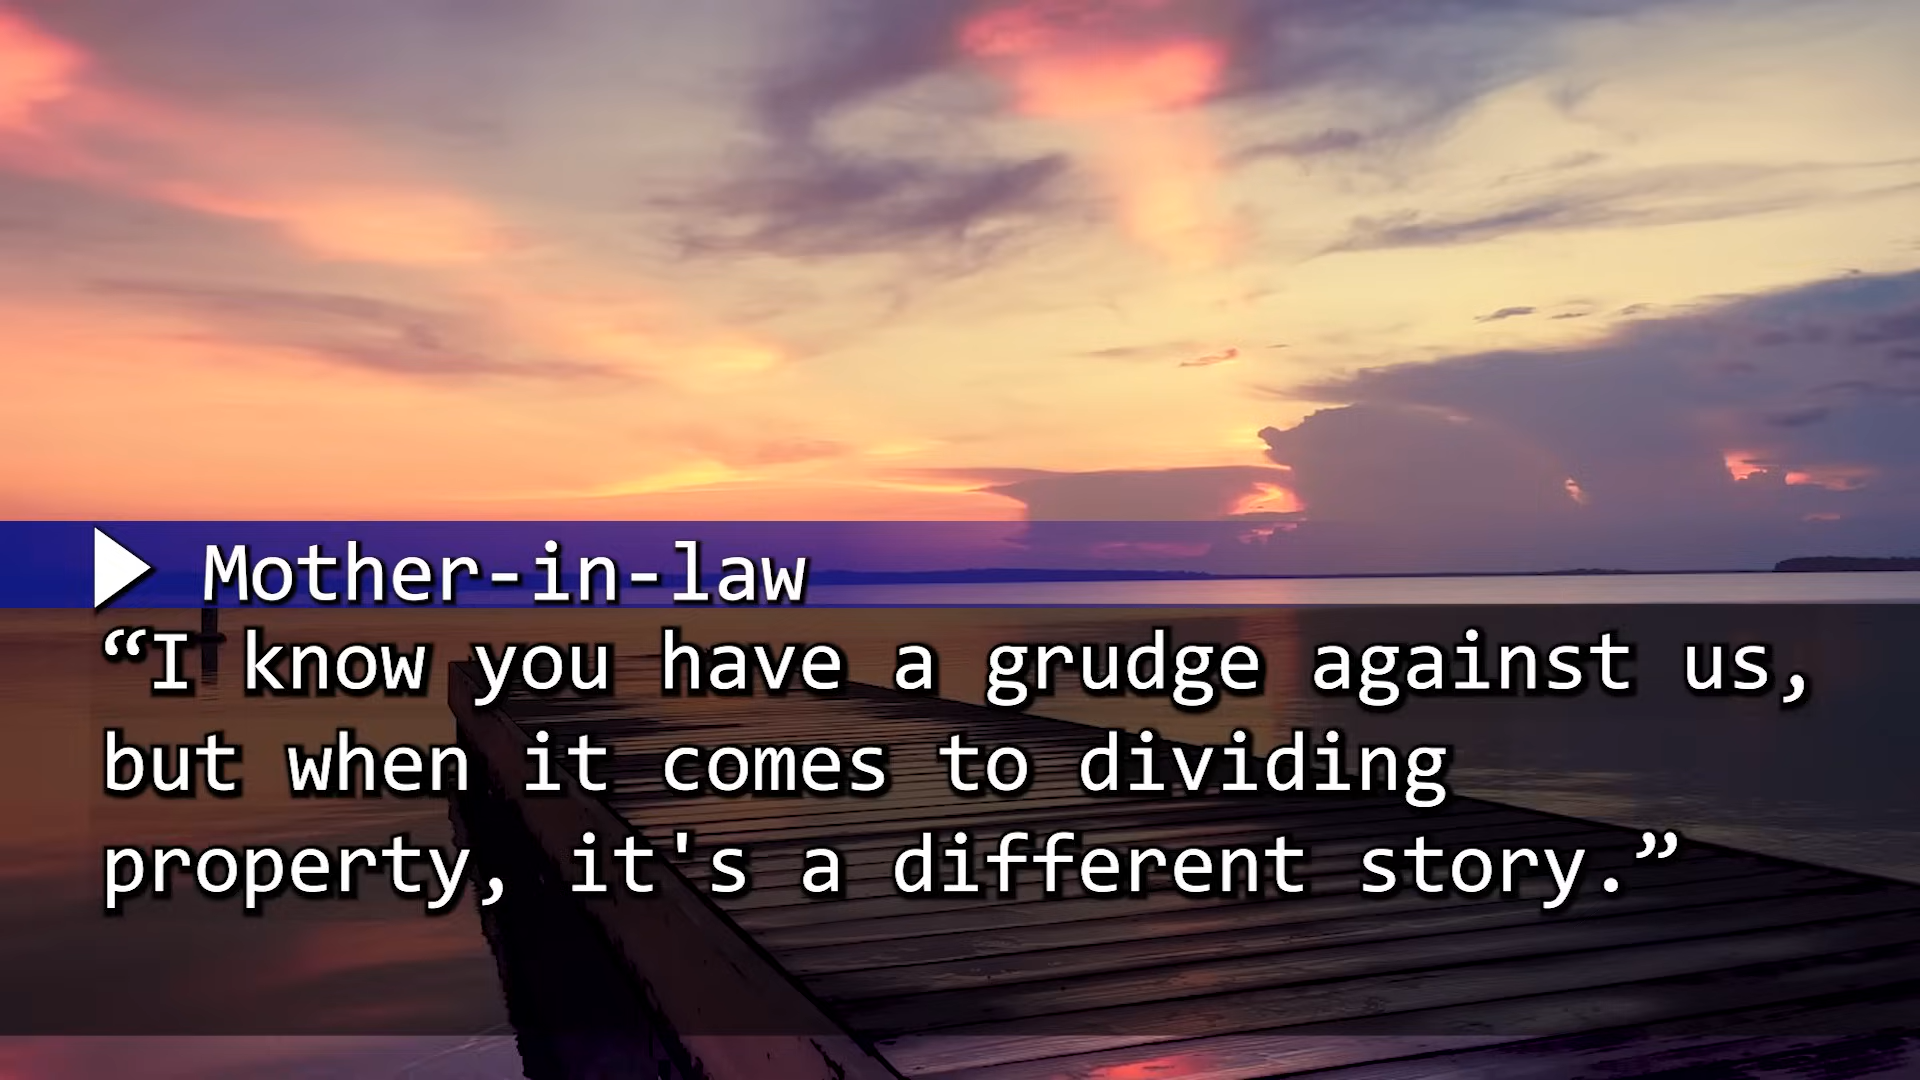 Mother-in-law
“I know you have a grudge against us,
but when it comes to dividing
property, it's a different story.”